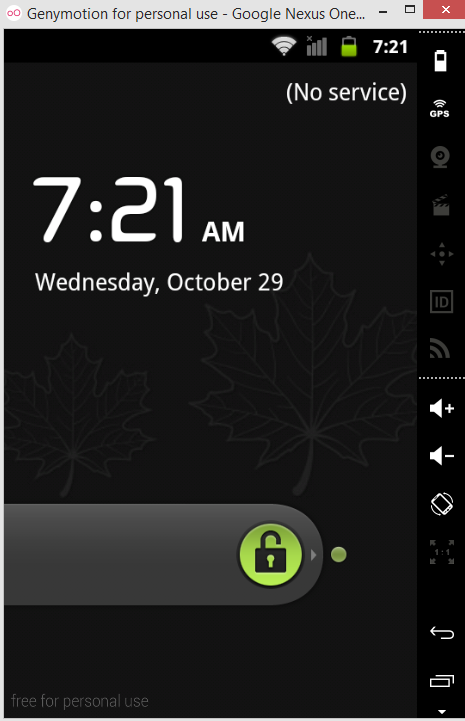 Genymotion for personal use - Google Nexus One...
7:21
(No service)
GPS
7:21 AM
Wednesday, October 29
ID
1:1
free for personal use